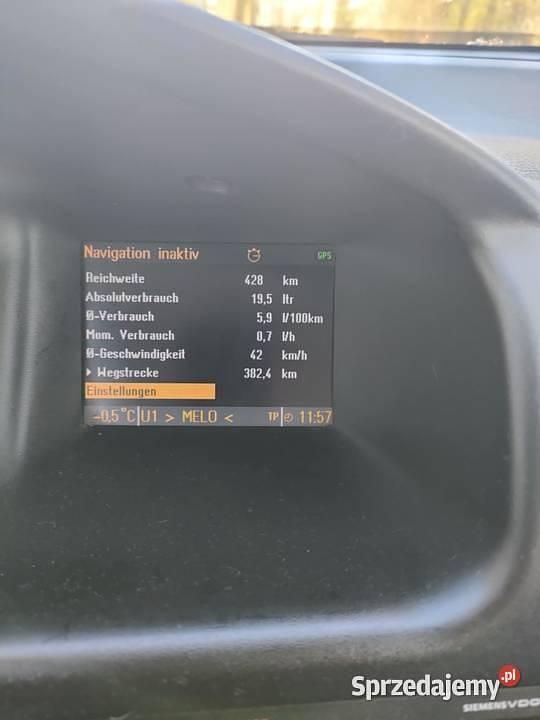 Navigation inaktiv GPS
Reichweite 428 km
Absolutverbrauch 19,5 ltr
Ø-Verbrauch 5,9 l/100km
Mom. Verbrauch 0,7 l/h
Ø-Geschwindigkeit 42 km/h
Wegstrecke 382,4 km
Einstellungen
-0,5°C U1 > MELO < TP 11:57
Sprzedajemy.pl
SIEMENS VDO